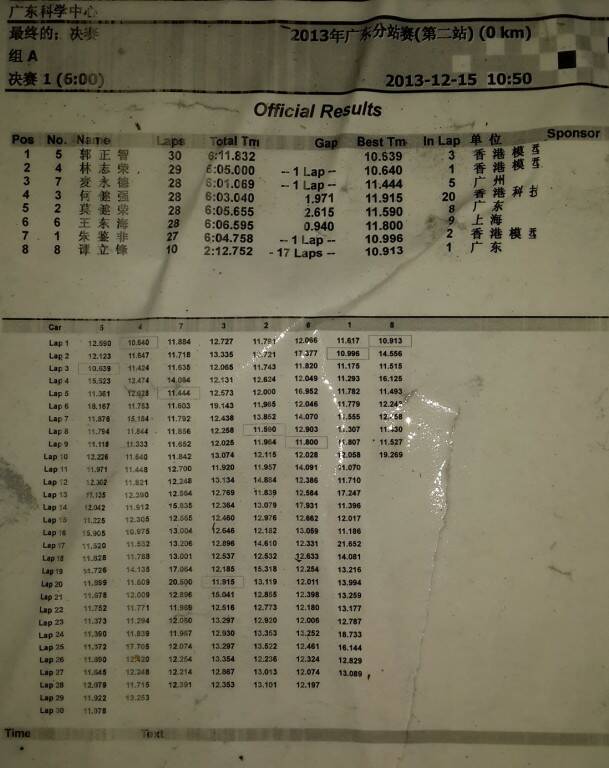 广东科学中心
最终的: 决赛 2013年广东分站赛(第二站) (0 km)
组 A
决赛 1 (6:00) 2013-12-15 10:50
Official Results
Pos No. Name Laps Total Tm Gap Best Tm In Lap 单位 Sponsor
1 5 郭正智 30 6:11.832 10.639 3 香港模型
2 4 林志荣 29 6:05.000 -- 1 Lap -- 10.640 1 香港模型
3 7 麦永德 28 6:01.069 -- 1 Lap -- 11.444 5 广州
4 3 何健强 28 6:03.040 1.971 11.915 20 香港科技
5 2 莫健荣 28 6:05.655 2.615 11.590 8 广东
6 6 王东海 28 6:06.595 0.940 11.800 9 上海
7 1 朱鉴非 27 6:04.758 -- 1 Lap -- 10.996 2 香港模型
8 8 谭立锋 10 2:12.752 - 17 Laps -- 10.913 1 广东
Car 5 4 7 3 2 6 1 8
Lap 1 12.590 10.640 11.884 12.727 11.791 12.066 11.617 10.913
Lap 2 12.123 11.847 11.718 13.335 17.377 10.996 14.556
Lap 3 10.639 11.424 11.635 12.065 11.743 11.820 11.175 11.515
Lap 4 15.523 12.474 14.084 12.131 12.624 12.049 11.293 16.125
Lap 5 11.361 12.628 11.444 12.573 12.000 16.952 11.782 11.493
Lap 6 18.167 11.753 11.603 19.143 11.965 12.046 11.779
Lap 7 11.876 15.184 11.792 12.438 13.852 14.070 11.555
Lap 8 11.794 11.844 11.856 12.258 11.590 12.903 11.307
Lap 9 11.118 11.333 11.652 12.025 11.964 11.800 11.807 11.527
Lap 10 12.226 11.640 11.842 13.074 12.115 12.028 12.058 19.269
Lap 11 11.971 11.448 12.700 11.920 11.957 14.091 11.070
Lap 12 11.821 12.248 13.134 14.884 12.386 11.710
Lap 13 11.135 12.390 12.564 12.769 11.839 12.584 17.247
Lap 14 12.042 11.912 15.835 12.364 13.079 17.931 11.396
Lap 15 11.225 12.305 12.565 12.460 12.976 12.662 12.017
Lap 16 15.905 10.975 13.004 12.646 12.182 13.059 11.186
Lap 17 11.520 11.552 13.206 12.896 14.610 12.331 21.652
Lap 18 11.828 11.788 13.001 12.537 12.532 12.633 14.081
Lap 19 14.726 14.135 17.064 12.185 15.318 12.254 13.216
Lap 20 11.899 11.609 20.500 11.915 13.119 12.011 13.994
Lap 21 11.678 12.009 12.896 15.041 12.855 12.398 13.259
Lap 22 11.752 11.771 11.969 12.516 12.773 12.180 13.177
Lap 23 11.373 11.294 12.060 13.297 12.920 12.006 12.787
Lap 24 11.390 11.839 11.967 12.930 13.353 13.252 18.733
Lap 25 11.372 17.705 12.074 13.297 13.522 12.461 16.144
Lap 26 11.890 12.254 13.354 12.236 12.324 12.829
Lap 27 11.645 12.248 12.214 12.867 13.013 12.074 13.089
Lap 28 12.079 11.715 12.391 12.353 13.101 12.197
Lap 29 11.922 13.253
Lap 30 11.078
Time Text